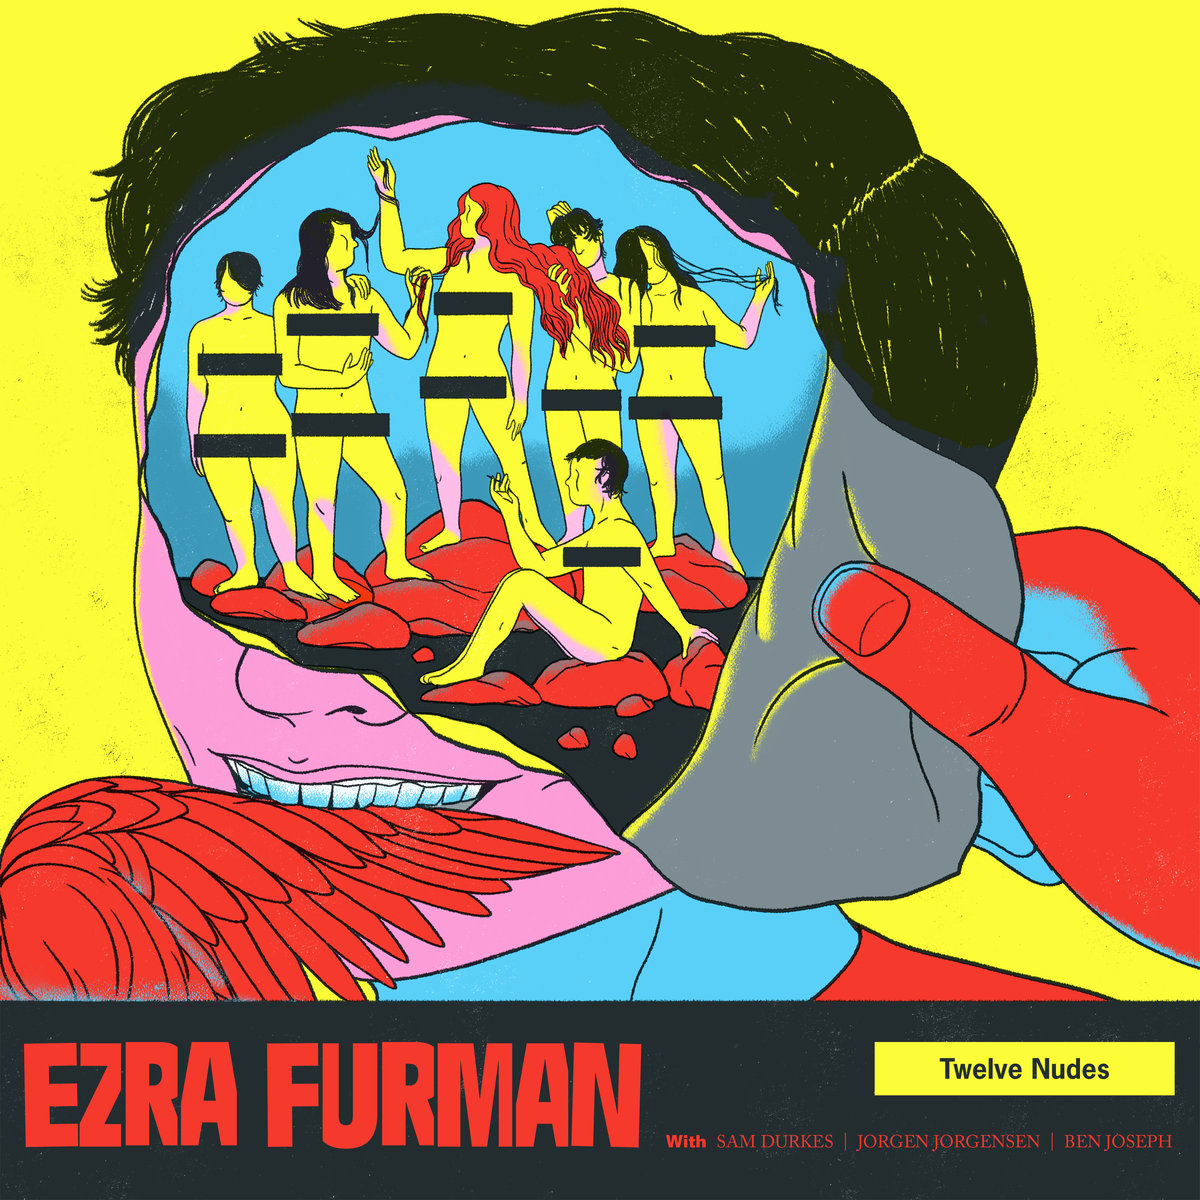 EZRA FURMAN
Twelve Nudes
With SAM DURKES | JORGEN JORGENSEN | BEN JOSEPH